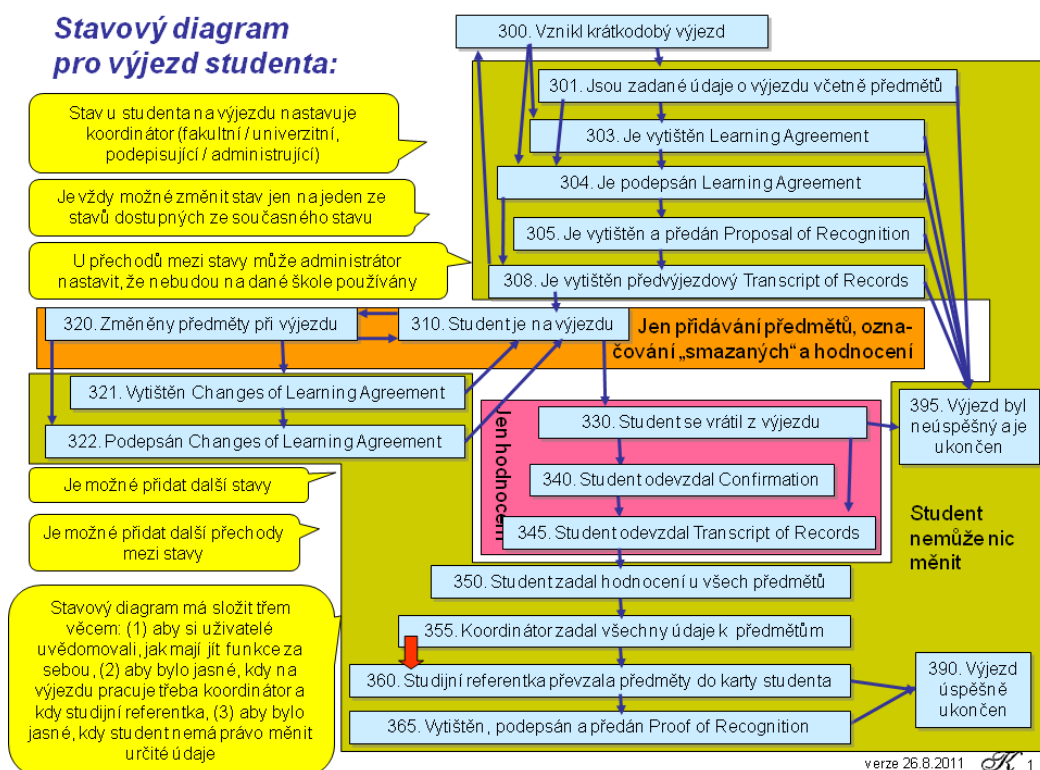 Stavový diagram
pro výjezd studenta:
300. Vznikl krátkodobý výjezd
301. Jsou zadané údaje o výjezdu včetně předmětů
303. Je vytištěn Learning Agreement
304. Je podepsán Learning Agreement
305. Je vytištěn a předán Proposal of Recognition
308. Je vytištěn předvýjezdový Transcript of Records
Stav u studenta na výjezdu nastavuje
koordinátor (fakultní / univerzitní,
podepisující / administrující)
Je vždy možné změnit stav jen na jeden ze
stavů dostupných ze současného stavu
U přechodů mezi stavy může administrátor
nastavit, že nebudou na dané škole používány
320. Změněny předměty při výjezdu
310. Student je na výjezdu
Jen přidávání předmětů, ozna-
čování „smazaných“ a hodnocení
321. Vytištěn Changes of Learning Agreement
322. Podepsán Changes of Learning Agreement
Jen hodnocení
330. Student se vrátil z výjezdu
340. Student odevzdal Confirmation
345. Student odevzdal Transcript of Records
395. Výjezd byl
neúspěšný a je
ukončen
Student
nemůže nic
měnit
Je možné přidat další stavy
Je možné přidat další přechody
mezi stavy
350. Student zadal hodnocení u všech předmětů
355. Koordinátor zadal všechny údaje k předmětům
360. Studijní referentka převzala předměty do karty studenta
365. Vytištěn, podepsán a předán Proof of Recognition
390. Výjezd
úspěšně
ukončen
Stavový diagram má složit třem
věcem: (1) aby si uživatelé
uvědomovali, jak mají jít funkce za
sebou, (2) aby bylo jasné, kdy na
výjezdu pracuje třeba koordinátor a
kdy studijní referentka, (3) aby bylo
jasné, kdy student nemá právo měnit
určité údaje
verze 26.8.2011 K 1